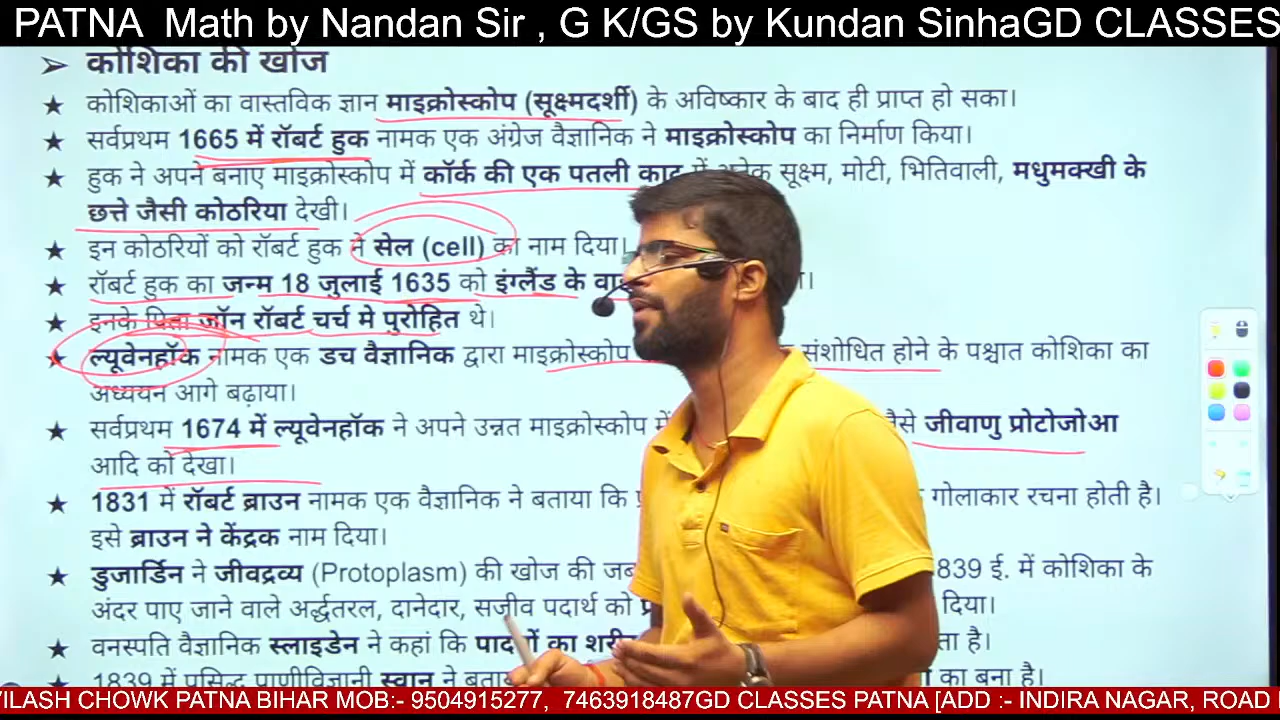 PATNA Math by Nandan Sir , G K/GS by Kundan SinhaGD CLASSES
➢ कोशिका की खोज
★ कोशिकाओं का वास्तविक ज्ञान माइक्रोस्कोप (सूक्ष्मदर्शी) के अविष्कार के बाद ही प्राप्त हो सका।
★ सर्वप्रथम 1665 में रॉबर्ट हुक नामक एक अंग्रेज वैज्ञानिक ने माइक्रोस्कोप का निर्माण किया।
★ हुक ने अपने बनाए माइक्रोस्कोप में कॉर्क की एक पतली काट में सूक्ष्म, मोटी, भितिवाली, मधुमक्खी के
छत्ते जैसी कोठरिया देखी।
★ इन कोठरियों को रॉबर्ट हुक ने सेल (cell) का नाम दिया।
★ रॉबर्ट हुक का जन्म 18 जुलाई 1635 को इंग्लैंड के
★ इनके पिता जॉन रॉबर्ट चर्च मे पुरोहित थे।
★ ल्यूवेनहॉक नामक एक डच वैज्ञानिक द्वारा माइक्रोस्कोप संशोधित होने के पश्चात कोशिका का
अध्ययन आगे बढ़ाया।
★ सर्वप्रथम 1674 में ल्यूवेनहॉक ने अपने उन्नत माइक्रोस्कोप में जीवाणु प्रोटोजोआ
आदि को देखा।
★ 1831 में रॉबर्ट ब्राउन नामक एक वैज्ञानिक ने बताया कि गोलाकार रचना होती है।
इसे ब्राउन ने केंद्रक नाम दिया।
★ डुजार्डिन ने जीवद्रव्य (Protoplasm) की खोज की 839 ई. में कोशिका के
अंदर पाए जाने वाले अर्द्धतरल, दानेदार, सजीव पदार्थ को दिया।
★ वनस्पति वैज्ञानिक स्लाइडेन ने कहां कि का है।
★ 1839 में प्रसिद्ध प्राणीविज्ञानी स्वान ने का बना है।
VILASH CHOWK PATNA BIHAR MOB:- 9504915277, 7463918487GD CLASSES PATNA [ADD :- INDIRA NAGAR, ROAD